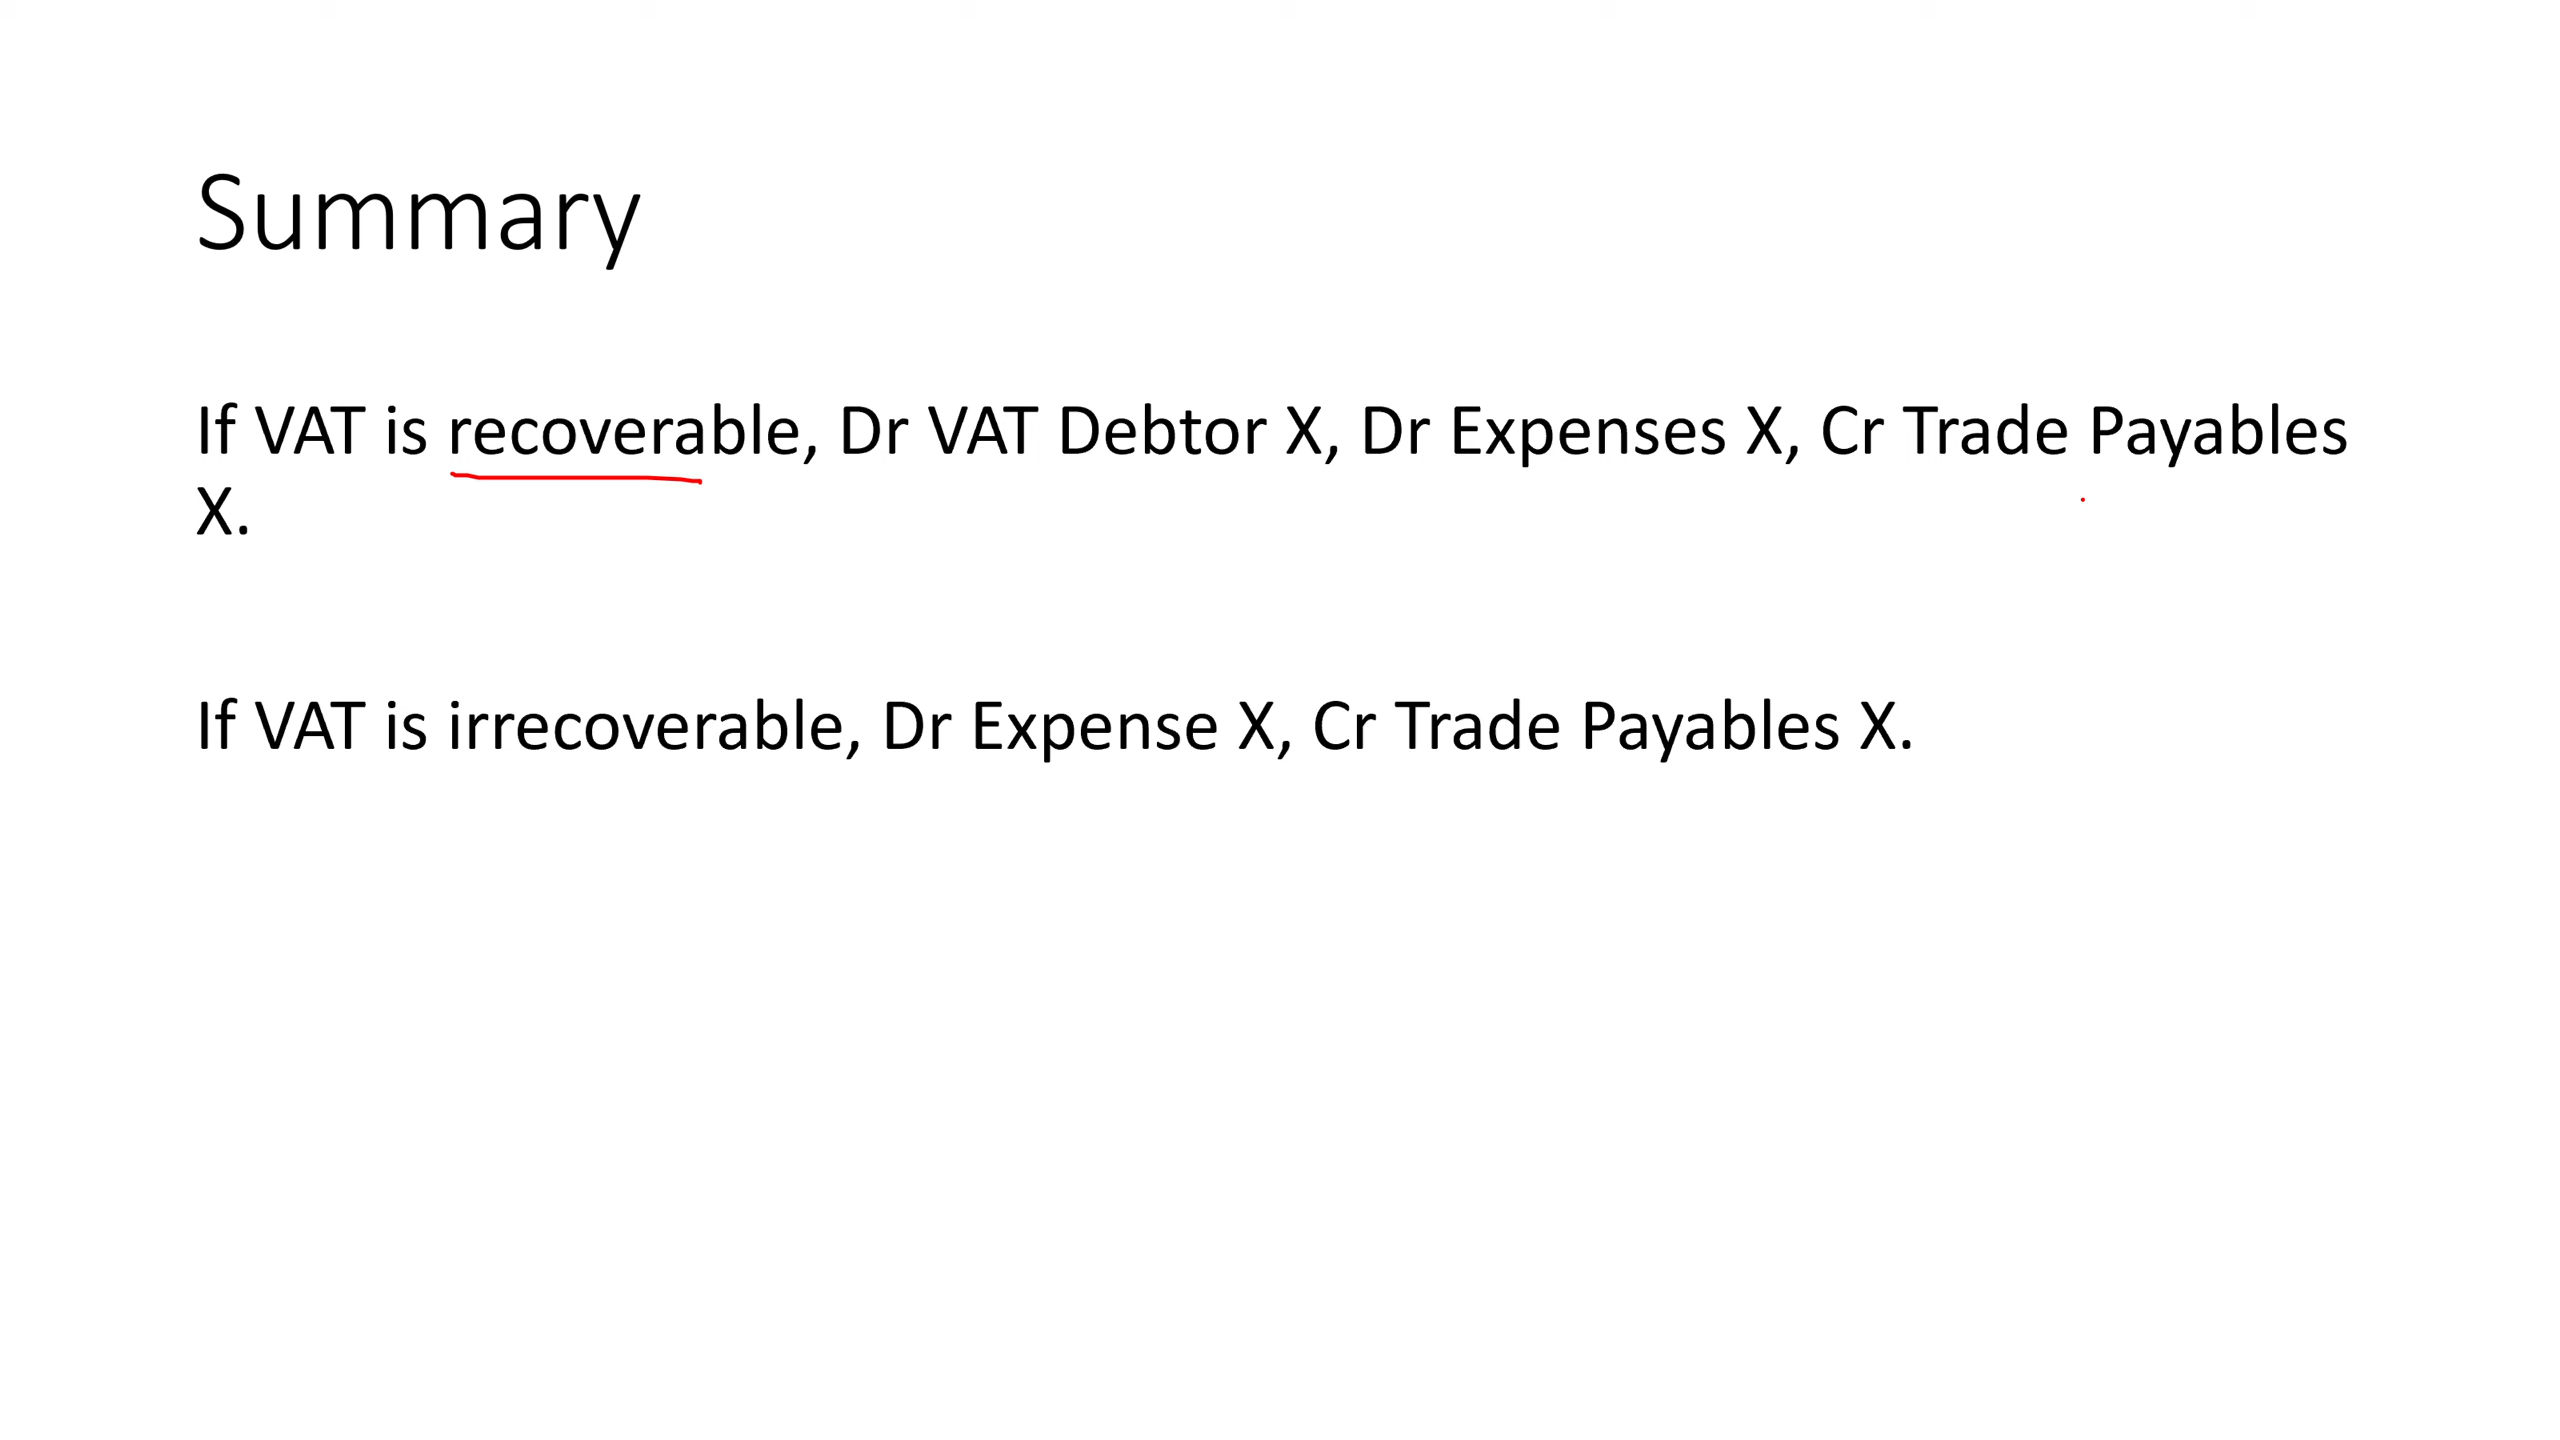 Summary
If VAT is recoverable, Dr VAT Debtor X, Dr Expenses X, Cr Trade Payables
X.
If VAT is irrecoverable, Dr Expense X, Cr Trade Payables X.